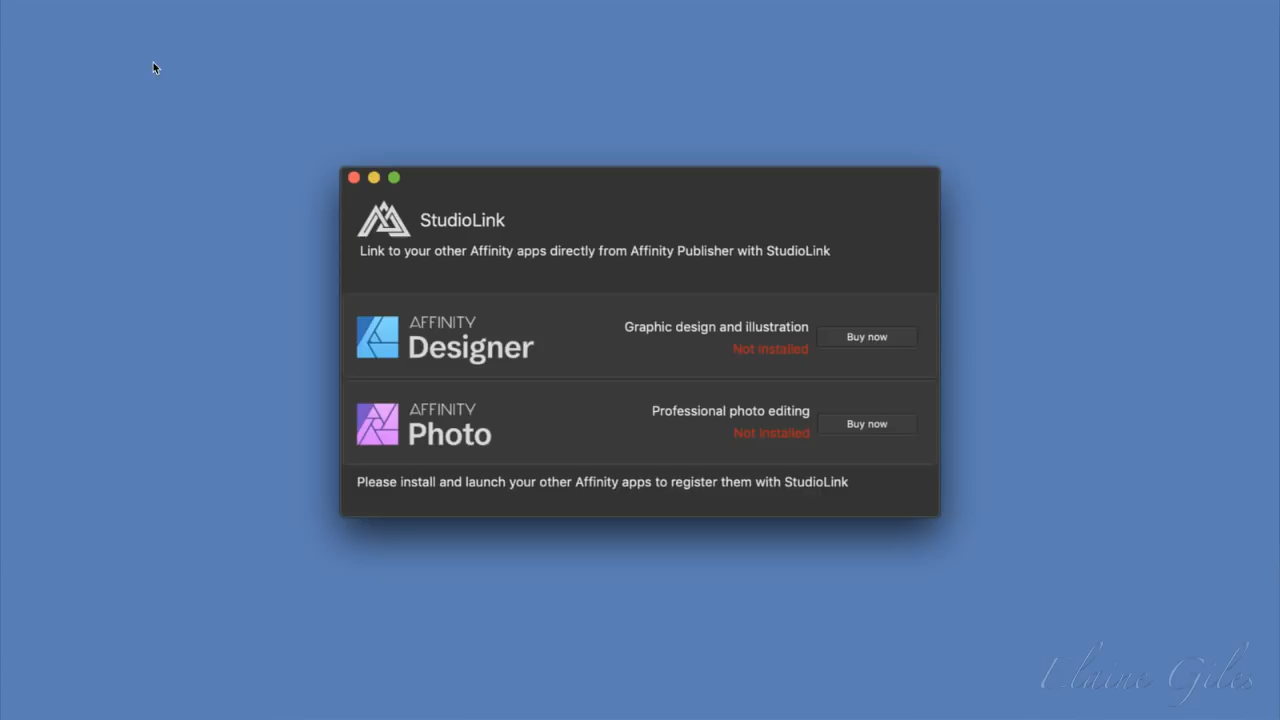 StudioLink
Link to your other Affinity apps directly from Affinity Publisher with StudioLink
AFFINITY
Designer
Graphic design and illustration
Not installed
Buy now
AFFINITY
Photo
Professional photo editing
Not installed
Buy now
Please install and launch your other Affinity apps to register them with StudioLink
Elaine Giles